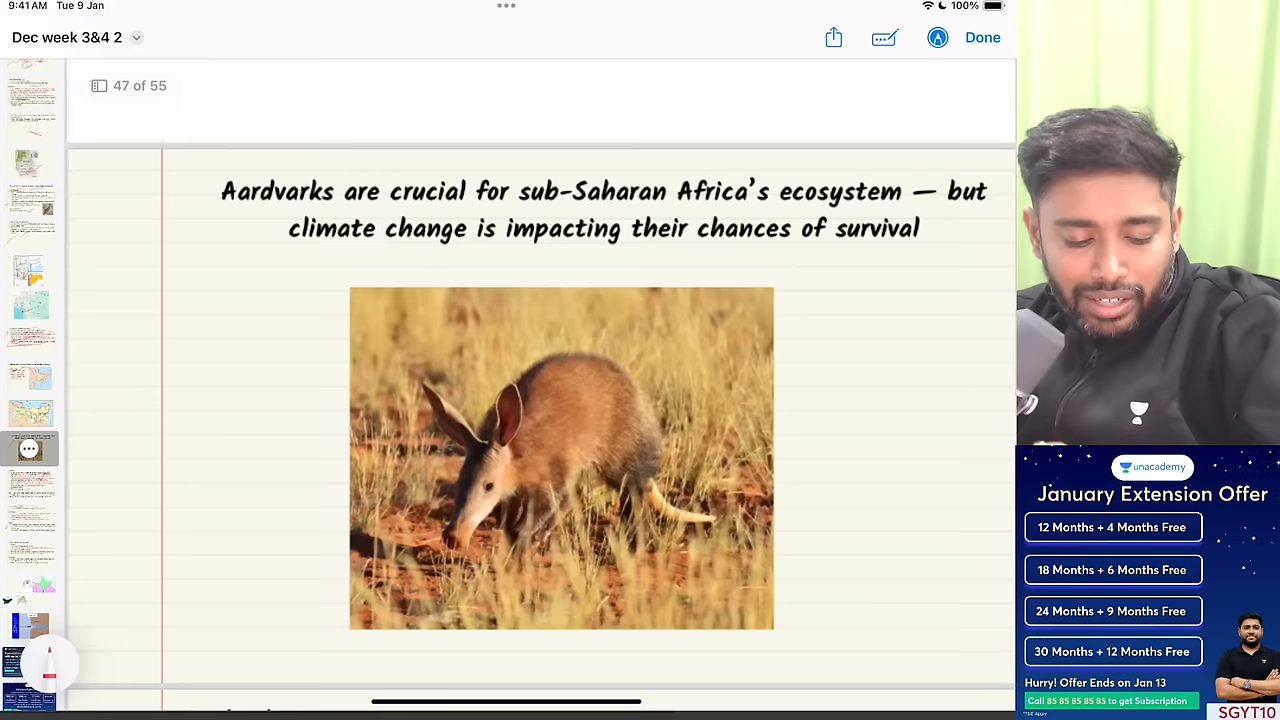 9:41 AM Tue 9 Jan
100%
Dec week 3&4 2
Done
47 of 55
Aardvarks are crucial for sub-Saharan Africa's ecosystem — but
climate change is impacting their chances of survival
unacademy
January Extension Offer
12 Months + 4 Months Free
18 Months + 6 Months Free
24 Months + 9 Months Free
30 Months + 12 Months Free
Hurry! Offer Ends on Jan 13
Call 85 85 85 85 85 to get Subscription
SGYT10